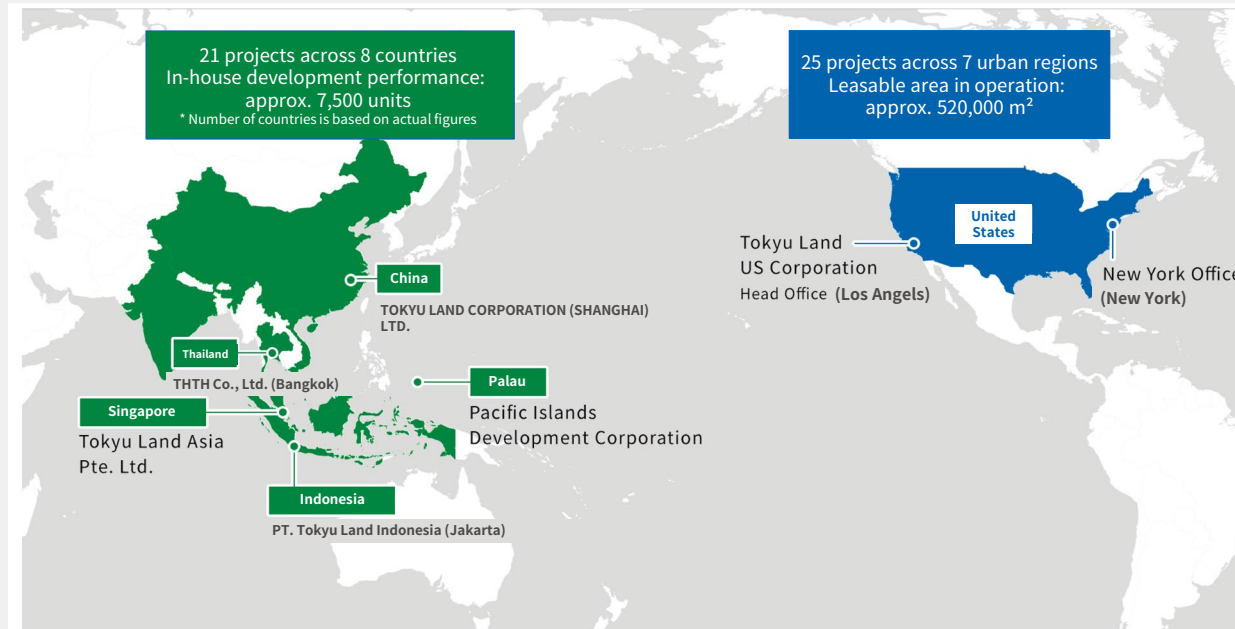 21 projects across 8 countries
In-house development performance:
approx. 7,500 units
* Number of countries is based on actual figures
25 projects across 7 urban regions
Leasable area in operation:
approx. 520,000 m²
United
States
Tokyu Land
US Corporation
Head Office (Los Angels)
New York Office
(New York)
China
TOKYU LAND CORPORATION (SHANGHAI)
LTD.
Thailand
THTH Co., Ltd. (Bangkok)
Palau
Pacific Islands
Development Corporation
Singapore
Tokyu Land Asia
Pte. Ltd.
Indonesia
PT. Tokyu Land Indonesia (Jakarta)